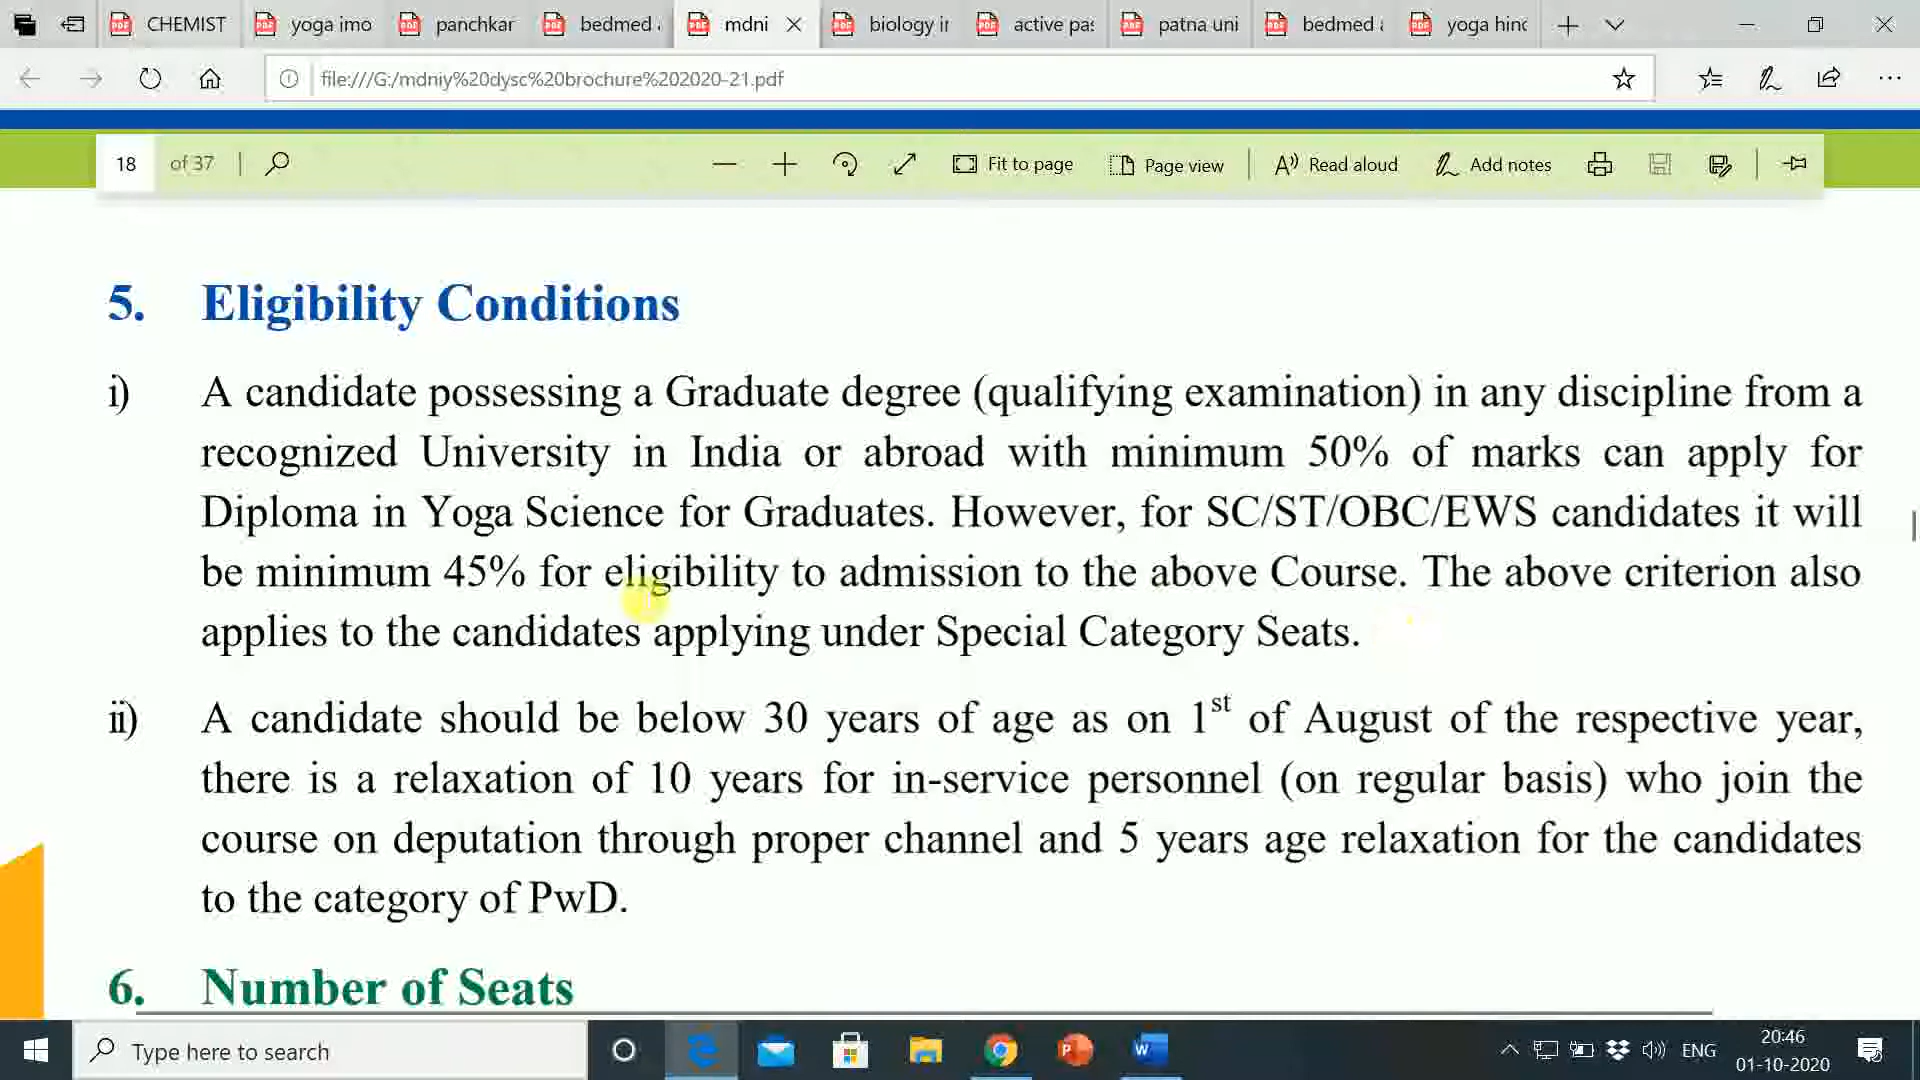 CHEMIST
yoga imo
panchkar
bedmed
mdni
biology ir
active pas
patna uni
bedmed
yoga hind
file:///G:/mdniy%20dysc%20brochure%202020-21.pdf
18 of 37
Fit to page
Page view
Read aloud
Add notes
5. Eligibility Conditions
i) A candidate possessing a Graduate degree (qualifying examination) in any discipline from a
recognized University in India or abroad with minimum 50% of marks can apply for
Diploma in Yoga Science for Graduates. However, for SC/ST/OBC/EWS candidates it will
be minimum 45% for eligibility to admission to the above Course. The above criterion also
applies to the candidates applying under Special Category Seats.
ii) A candidate should be below 30 years of age as on 1st of August of the respective year,
there is a relaxation of 10 years for in-service personnel (on regular basis) who join the
course on deputation through proper channel and 5 years age relaxation for the candidates
to the category of PwD.
6. Number of Seats
Type here to search
ENG
20:46
01-10-2020